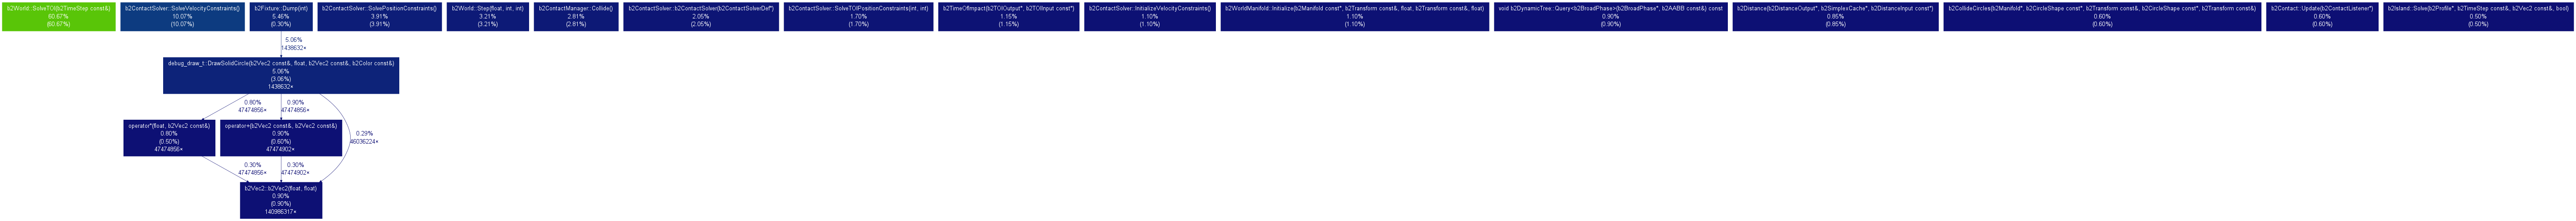 b2World::SolveTOI(b2TimeStep const&)
60.67%
(60.67%)
b2ContactSolver::SolveVelocityConstraints()
10.07%
(10.07%)
b2Fixture::Dump(int)
5.46%
(0.30%)
b2ContactSolver::SolvePositionConstraints()
3.91%
(3.91%)
b2World::Step(float, int, int)
3.21%
(3.21%)
b2ContactManager::Collide()
2.81%
(2.81%)
b2ContactSolver::b2ContactSolver(b2ContactSolverDef*)
2.05%
(2.05%)
b2ContactSolver::SolveTOIPositionConstraints(int, int)
1.70%
(1.70%)
b2TimeOfImpact(b2TOIOutput*, b2TOIInput const*)
1.15%
(1.15%)
b2ContactSolver::InitializeVelocityConstraints()
1.10%
(1.10%)
b2WorldManifold::Initialize(b2Manifold const*, b2Transform const&, float, b2Transform const&, float)
1.10%
(1.10%)
void b2DynamicTree::Query<b2BroadPhase>(b2BroadPhase*, b2AABB const&) const
0.90%
(0.90%)
b2Distance(b2DistanceOutput*, b2SimplexCache*, b2DistanceInput const*)
0.85%
(0.85%)
b2CollideCircles(b2Manifold*, b2CircleShape const*, b2Transform const&, b2CircleShape const*, b2Transform const&)
0.60%
(0.60%)
b2Contact::Update(b2ContactListener*)
0.60%
(0.60%)
b2Island::Solve(b2Profile*, b2TimeStep const&, b2Vec2 const&, bool)
0.50%
(0.50%)
5.06%
1438632×
debug_draw_t::DrawSolidCircle(b2Vec2 const&, float, b2Vec2 const&, b2Color const&)
5.06%
(3.06%)
1438632×
0.80%
47474856×
0.90%
47474856×
0.29%
46036224×
operator*(float, b2Vec2 const&)
0.80%
(0.50%)
47474856×
operator+(b2Vec2 const&, b2Vec2 const&)
0.90%
(0.60%)
47474902×
0.30%
47474856×
0.30%
47474902×
b2Vec2::b2Vec2(float, float)
0.90%
(0.90%)
140986317×